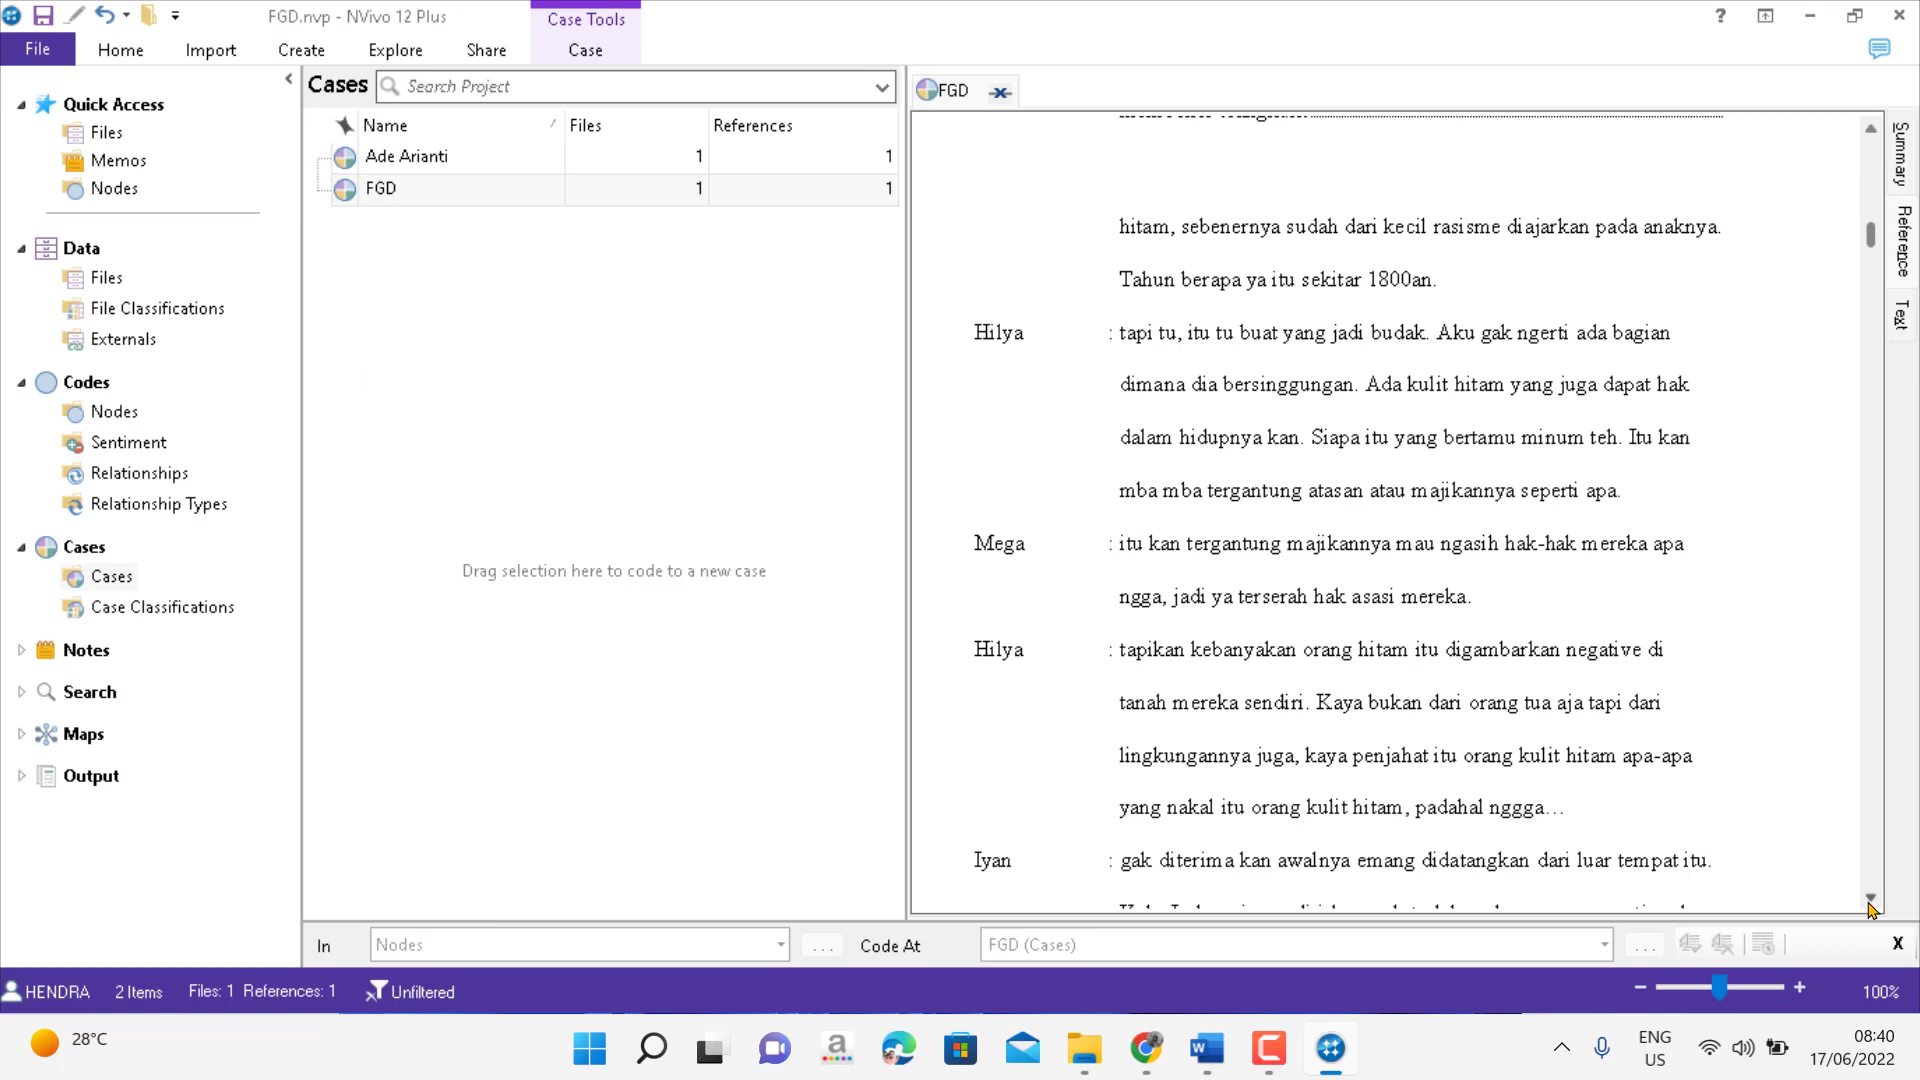 FGD.nvp - NVivo 12 Plus
Case Tools
?
File
Home
Import
Create
Explore
Share
Case
Quick Access
Files
Memos
Nodes
Data
Files
File Classifications
Externals
Codes
Nodes
Sentiment
Relationships
Relationship Types
Cases
Cases
Case Classifications
Notes
Search
Maps
Output
Cases
Search Project
Name Files References
Ade Arianti 1 1
FGD 1 1
Drag selection here to code to a new case
FGD
hitam, sebenernya sudah dari kecil rasisme diajarkan pada anaknya.
Tahun berapa ya itu sekitar 1800an.
Hilya : tapi tu, itu tu buat yang jadi budak. Aku gak ngerti ada bagian
dimana dia bersinggungan. Ada kulit hitam yang juga dapat hak
dalam hidupnya kan. Siapa itu yang bertamu minum teh. Itu kan
mba mba tergantung atasan atau majikannya seperti apa.
Mega : itu kan tergantung majikannya mau ngasih hak-hak mereka apa
ngga, jadi ya terserah hak asasi mereka.
Hilya : tapikan kebanyakan orang hitam itu digambarkan negative di
tanah mereka sendiri. Kaya bukan dari orang tua aja tapi dari
lingkungannya juga, kaya penjahat itu orang kulit hitam apa-apa
yang nakal itu orang kulit hitam, padahal nggga…
Iyan : gak diterima kan awalnya emang didatangkan dari luar tempat itu.
Summary
Reference
Text
In Nodes ... Code At FGD (Cases) ... X
HENDRA 2 Items Files: 1 References: 1 Unfiltered 100%
28°C
ENG
US
08:40
17/06/2022